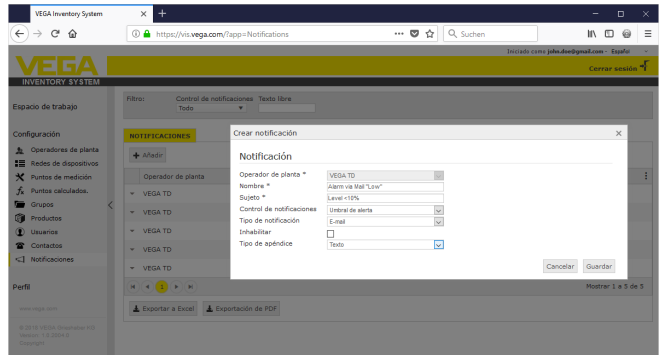 VEGA Inventory System
https://vis.vega.com/?app=Notifications
Suchen
Iniciado como john.doe@gmail.com - Español
VEGA
INVENTORY SYSTEM
Cerrar sesión
Espacio de trabajo
Configuración
Operadores de planta
Redes de dispositivos
Puntos de medición
Puntos calculados.
Grupos
Productos
Usuarios
Contactos
Notificaciones
Perfil
www.vega.com
Copyright
Filtro:
Control de notificaciones Texto libre
Todo
NOTIFICACIONES
Añadir
Operador de planta
VEGA TD
VEGA TD
VEGA TD
VEGA TD
VEGA TD
1
Mostrar 1 a 5 de 5
Exportar a Excel
Exportación de PDF
Crear notificación
Notificación
Operador de planta * VEGA TD
Nombre * Alarm via Mail "Low"
Sujeto * Level <10%
Control de notificaciones Umbral de alerta
Tipo de notificación E-mail
Inhabilitar
Tipo de apéndice Texto
Cancelar Guardar